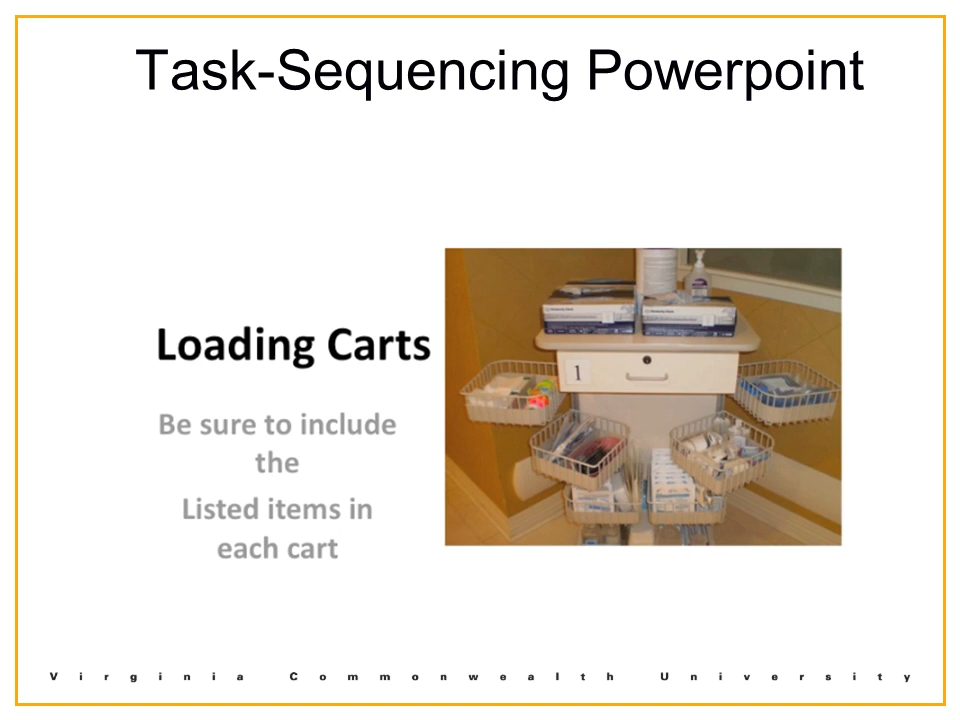 Task-Sequencing Powerpoint
Loading Carts
Be sure to include
the
Listed items in
each cart
1
Virginia Commonwealth University